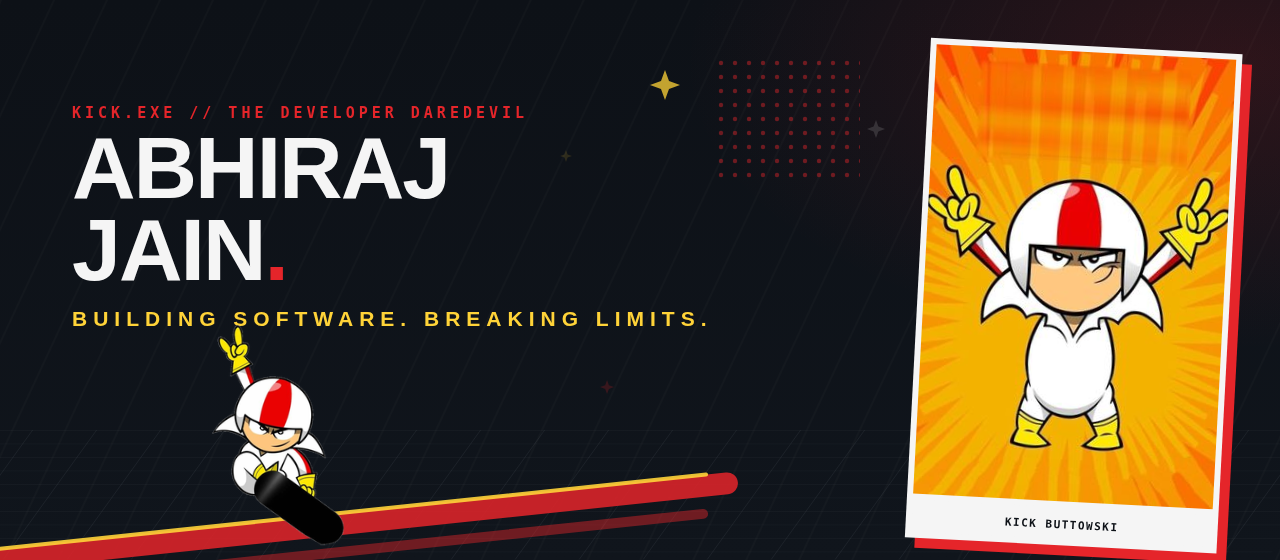 KICK.EXE // THE DEVELOPER DAREDEVIL
ABHIRAJ
JAIN.
BUILDING SOFTWARE. BREAKING LIMITS.
KICK BUTTOWSKI